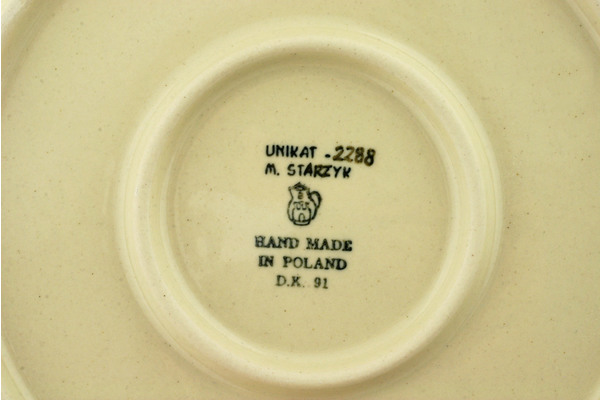 UNIKAT -2288
M. STARZYK
HAND MADE
IN POLAND
D.K. 91